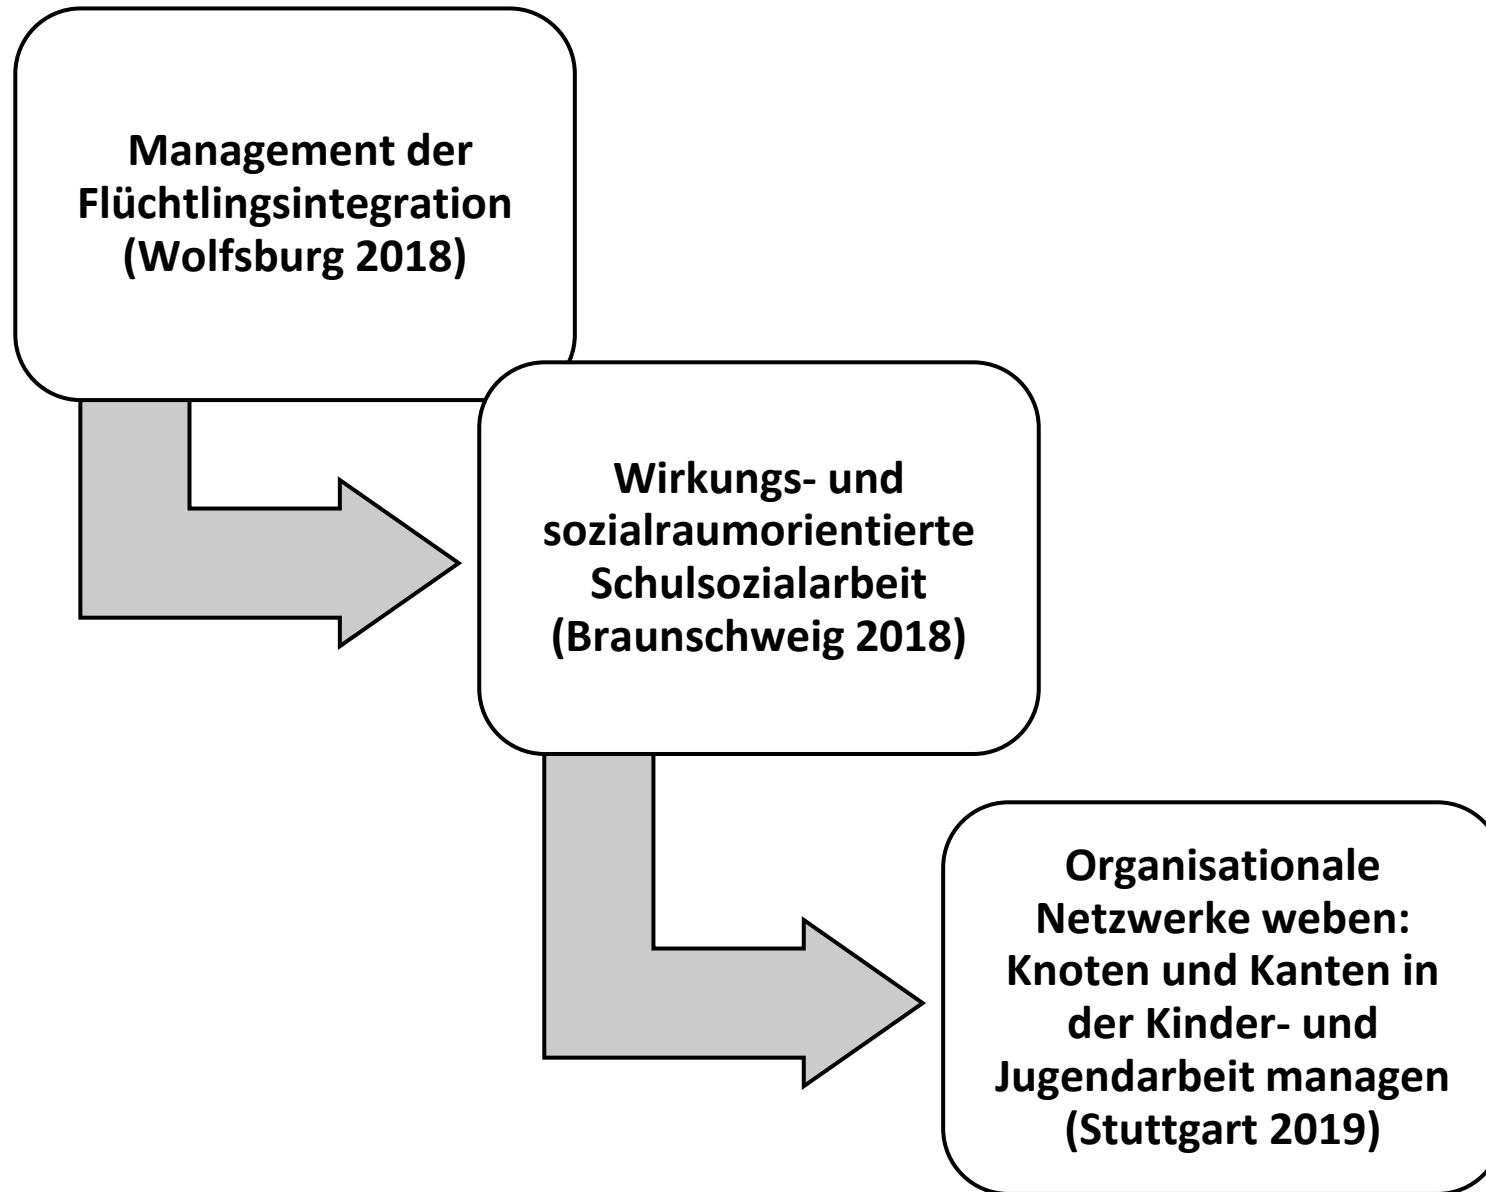 Management der
Flüchtlingsintegration
(Wolfsburg 2018)
Wirkungs- und
sozialraumorientierte
Schulsozialarbeit
(Braunschweig 2018)
Organisationale
Netzwerke weben:
Knoten und Kanten in
der Kinder- und
Jugendarbeit managen
(Stuttgart 2019)